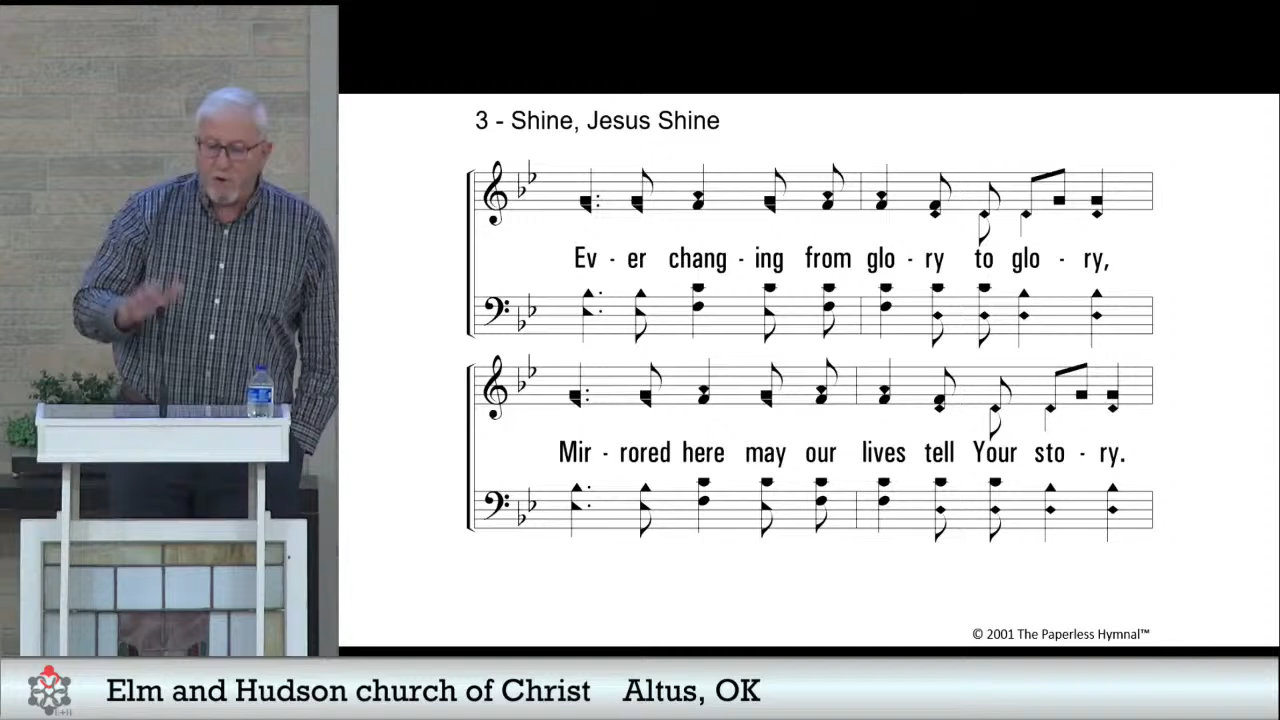 3 - Shine, Jesus Shine
Ev - er chang - ing from glo - ry to glo - ry,
Mir - rored here may our lives tell Your sto - ry.
© 2001 The Paperless Hymnal™
Elm and Hudson church of Christ Altus, OK